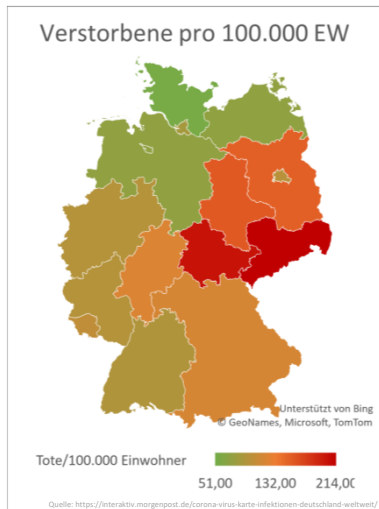 Verstorbene pro 100.000 EW
Unterstützt von Bing
© GeoNames, Microsoft, TomTom
Tote/100.000 Einwohner
51,00 132,00 214,00
Quelle: https://interaktiv.morgenpost.de/corona-virus-karte-infektionen-deutschland-weltweit/